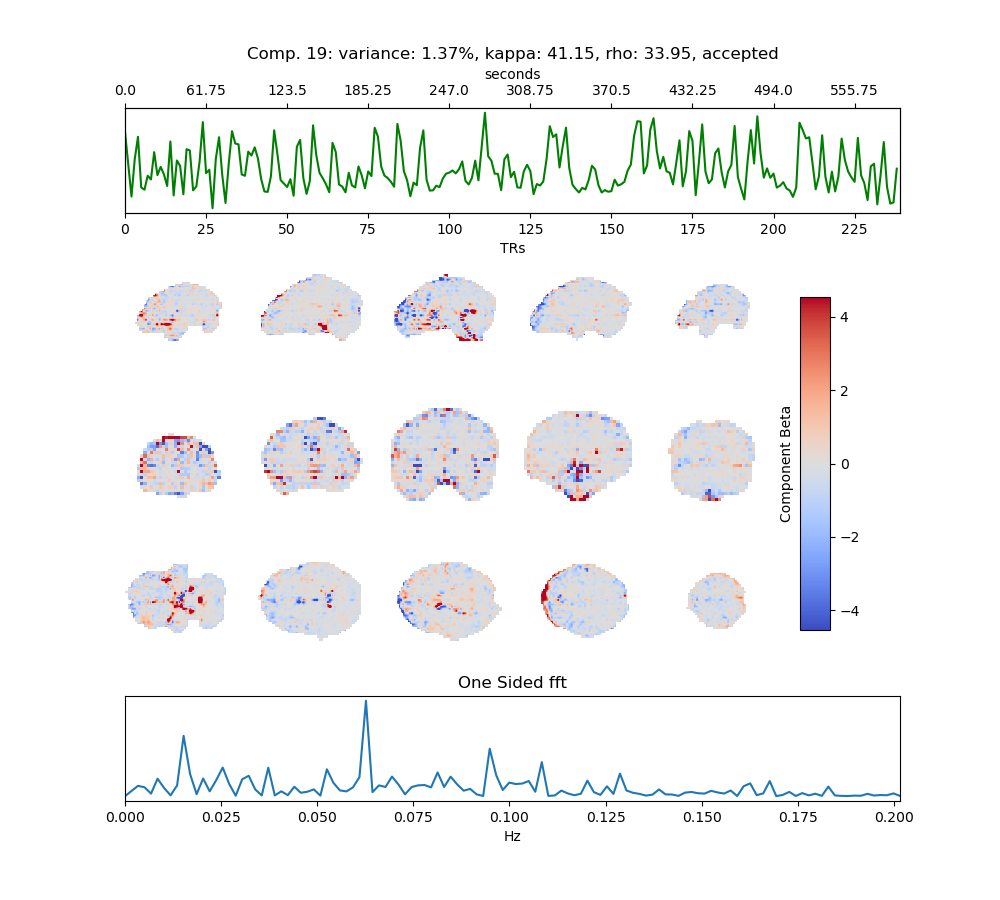 Comp. 19: variance: 1.37%, kappa: 41.15, rho: 33.95, accepted
seconds
0.0 61.75 123.5 185.25 247.0 308.75 370.5 432.25 494.0 555.75
0 25 50 75 100 125 150 175 200 225
TRs
4
2
0
−2
−4
Component Beta
One Sided fft
0.000 0.025 0.050 0.075 0.100 0.125 0.150 0.175 0.200
Hz